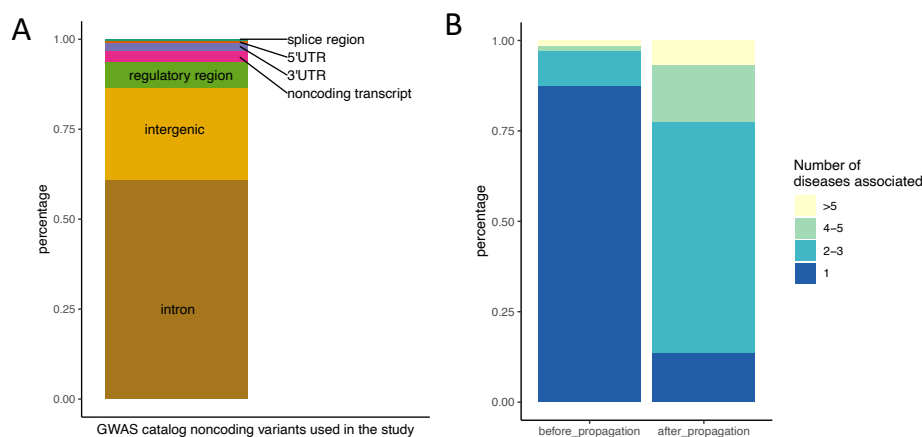 A
1.00
0.75
0.50
0.25
0.00
percentage
splice region
5'UTR
3'UTR
noncoding transcript
regulatory region
intergenic
intron
GWAS catalog noncoding variants used in the study
B
1.00
0.75
0.50
0.25
0.00
percentage
before_propagation
after_propagation
Number of
diseases associated
>5
4−5
2−3
1